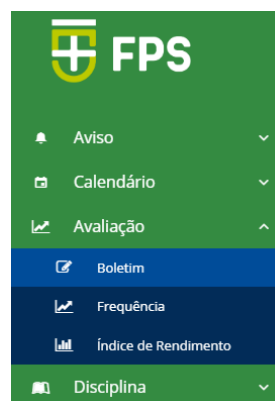 FPS
Aviso
Calendário
Avaliação
Boletim
Frequência
Índice de Rendimento
Disciplina